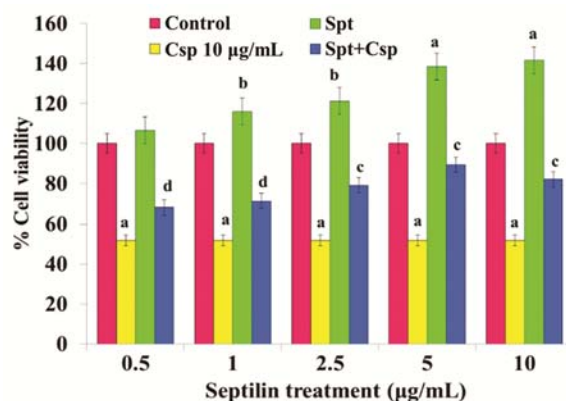 160
140
120
100
80
60
40
20
0
% Cell viability
Control
Spt
Csp 10 µg/mL
Spt+Csp
a
d
a
b
d
a
b
c
a
a
c
a
a
c
0.5
1
2.5
5
10
Septilin treatment (µg/mL)